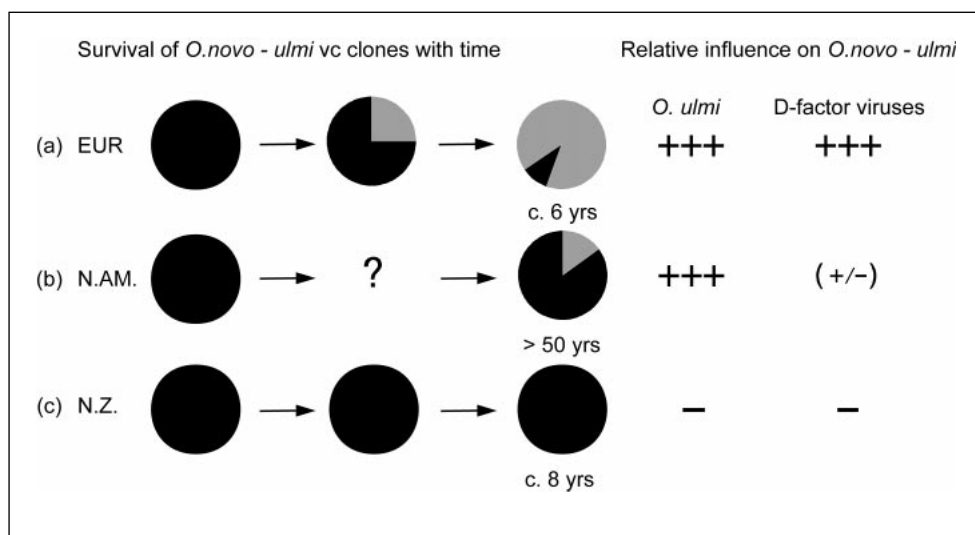 Survival of O.novo - ulmi vc clones with time Relative influence on O.novo - ulmi
O. ulmi D-factor viruses
(a) EUR +++ +++
c. 6 yrs
(b) N.AM. ? +++ (+/−)
> 50 yrs
(c) N.Z. − −
c. 8 yrs